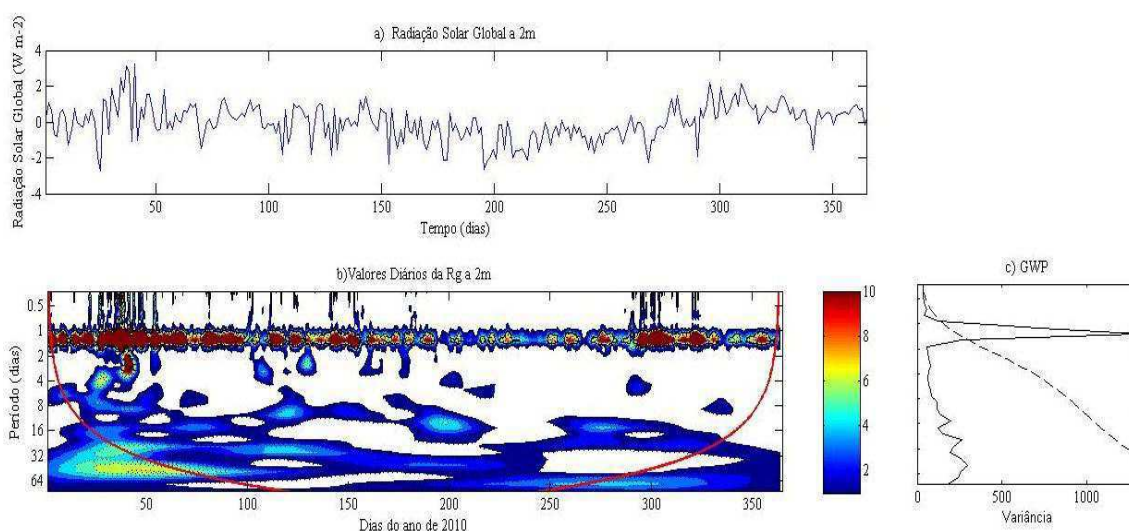 a) Radiação Solar Global a 2m
Radiação Solar Global (W m-2)
4
2
0
-2
-4
50 100 150 200 250 300 350
Tempo (dias)
b)Valores Diários da Rg a 2m
Período (dias)
0.5
1
2
4
8
16
32
64
50 100 150 200 250 300 350
Dias do ano de 2010
10
8
6
4
2
c) GWP
0 500 1000
Variância